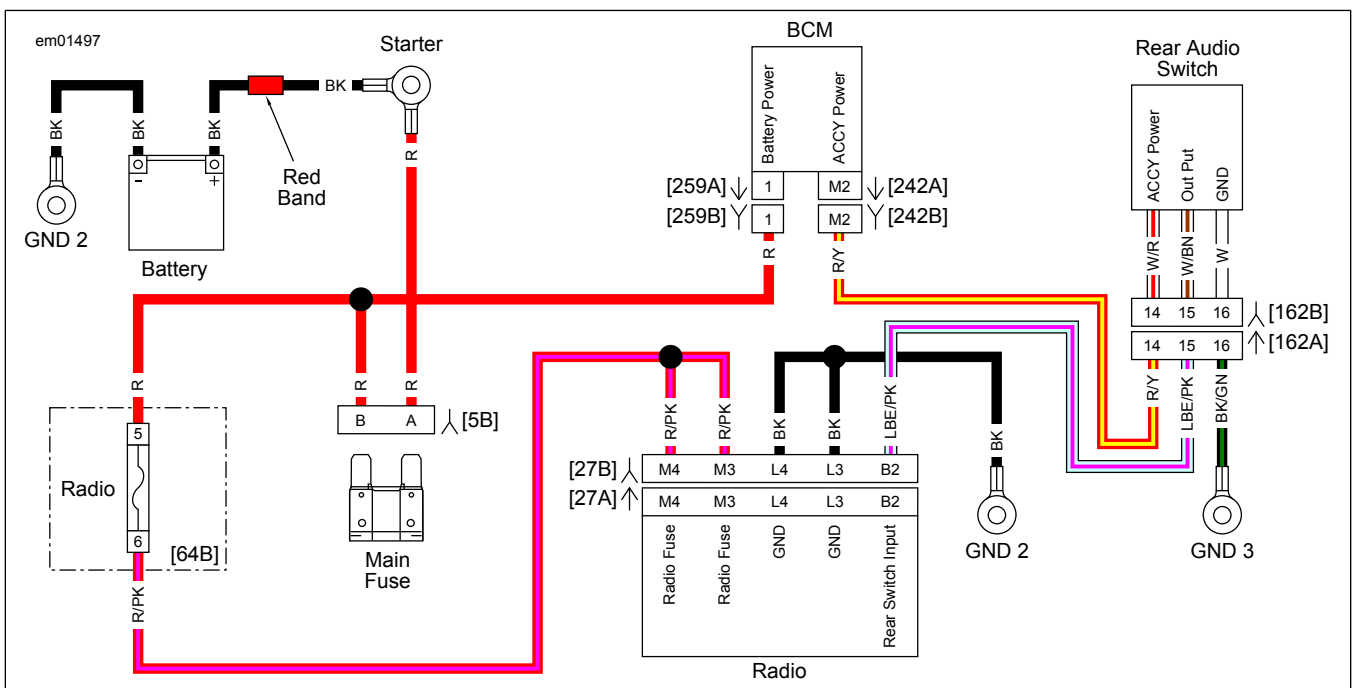 em01497
Starter
BCM
Rear Audio
Switch
BK
BK
BK
BK
R
Red
Band
-
+
GND 2
Battery
Battery Power
ACCY Power
ACCY Power
Out Put
GND
[259A]
1
M2
[242A]
[259B]
1
M2
[242B]
R
R/Y
W/R
W/BN
W
14
15
16
[162B]
14
15
16
[162A]
R
R
R
R/PK
R/PK
BK
BK
LBE/PK
BK
R/Y
LBE/PK
BK/GN
B
A
[5B]
5
Radio
6
[64B]
R/PK
Main
Fuse
[27B]
M4
M3
L4
L3
B2
[27A]
M4
M3
L4
L3
B2
Radio Fuse
Radio Fuse
GND
GND
Rear Switch Input
GND 2
GND 3
Radio